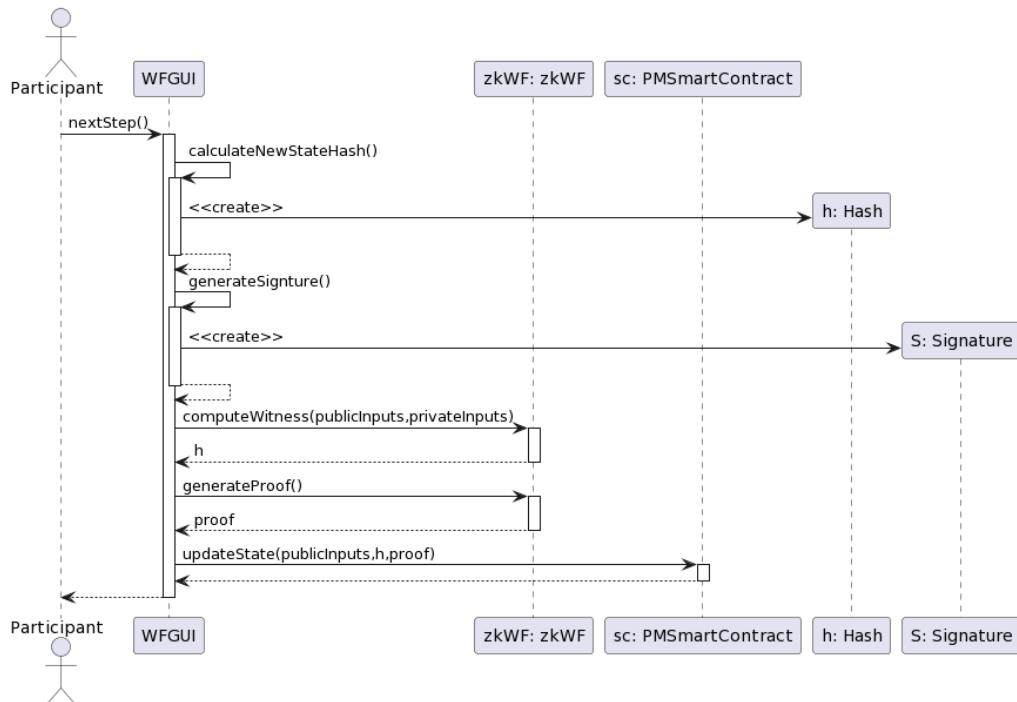 Participant
WFGUI
zkWF: zkWF
sc: PMSmartContract
nextStep()
calculateNewStateHash()
<<create>>
h: Hash
generateSignture()
<<create>>
S: Signature
computeWitness(publicInputs,privateInputs)
h
generateProof()
proof
updateState(publicInputs,h,proof)
Participant
WFGUI
zkWF: zkWF
sc: PMSmartContract
h: Hash
S: Signature